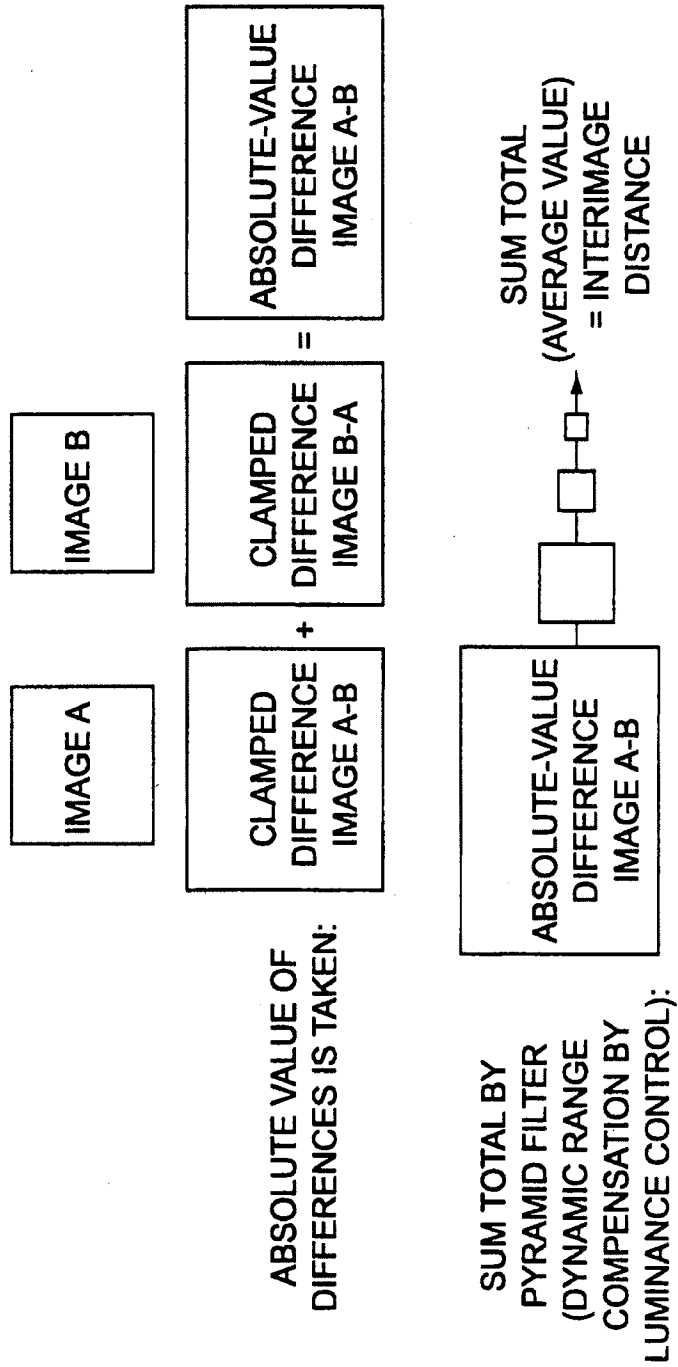 IMAGE A
IMAGE B
ABSOLUTE VALUE OF
DIFFERENCES IS TAKEN:
CLAMPED
DIFFERENCE
IMAGE A-B
+
CLAMPED
DIFFERENCE
IMAGE B-A
=
ABSOLUTE-VALUE
DIFFERENCE
IMAGE A-B
SUM TOTAL BY
PYRAMID FILTER
(DYNAMIC RANGE
COMPENSATION BY
LUMINANCE CONTROL):
ABSOLUTE-VALUE
DIFFERENCE
IMAGE A-B
SUM TOTAL
(AVERAGE VALUE)
= INTERIMAGE
DISTANCE